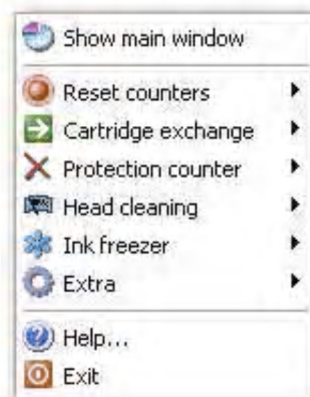 Show main window
Reset counters
Cartridge exchange
Protection counter
Head cleaning
Ink freezer
Extra
Help...
Exit